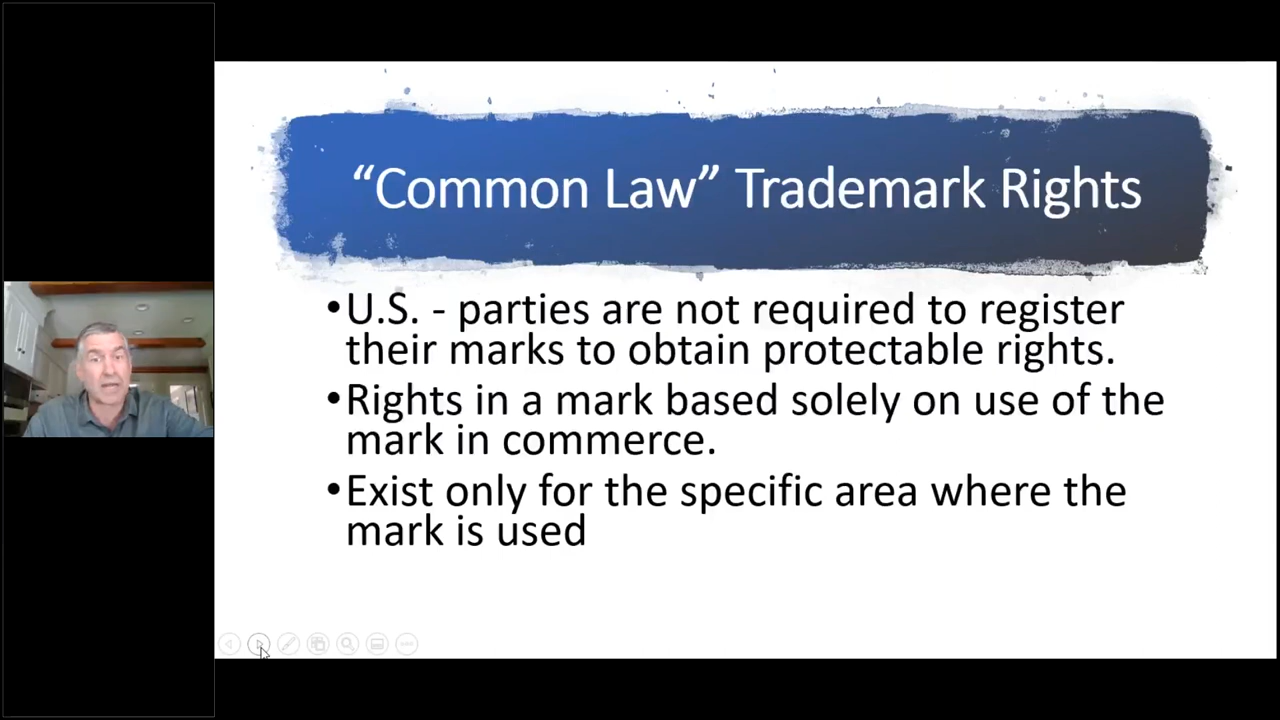 “Common Law” Trademark Rights
•U.S. - parties are not required to register
their marks to obtain protectable rights.
•Rights in a mark based solely on use of the
mark in commerce.
•Exist only for the specific area where the
mark is used